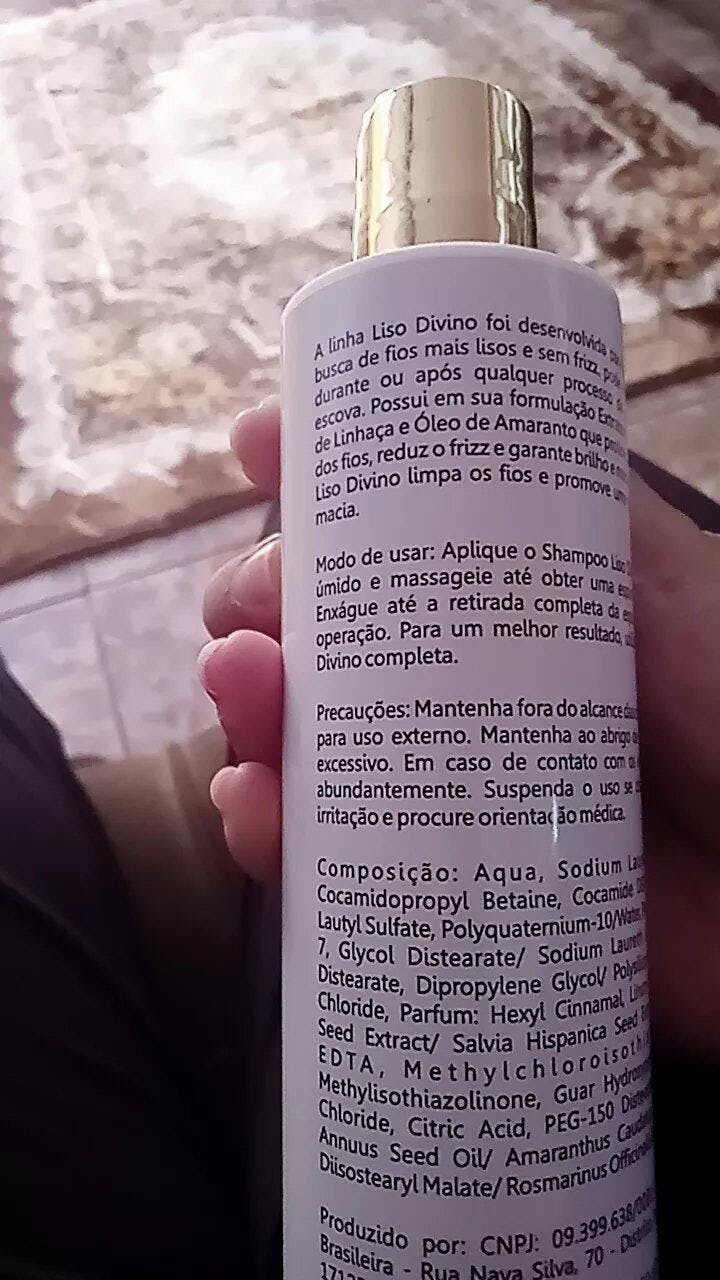 A linha Liso Divino foi desenvolvida
busca de fios mais lisos e sem frizz,
durante ou após qualquer processo
escova. Possui em sua formulação
de Linhaça e Óleo de Amaranto que
dos fios, reduz o frizz e garante brilho e
Liso Divino limpa os fios e promove
macia.
Modo de usar: Aplique o Shampoo Liso
úmido e massageie até obter uma
Enxágue até a retirada completa da
operação. Para um melhor resultado,
Divino completa.
Precauções: Mantenha fora do alcance
para uso externo. Mantenha ao abrigo
excessivo. Em caso de contato com
abundantemente. Suspenda o uso se
irritação e procure orientação médica.
Composição: Aqua, Sodium
Cocamidopropyl Betaine, Cocamide
Lautyl Sulfate, Polyquaternium-10/Water,
7, Glycol Distearate/ Sodium Laureth
Distearate, Dipropylene Glycol/
Chloride, Parfum: Hexyl Cinnamal,
Seed Extract/ Salvia Hispanica Seed
EDTA,
Methylisothiazolinone, Guar
Chloride, Citric Acid, PEG-150
Annuus Seed Oil/ Amaranthus
Diisostearyl Malate/ Rosmarinus
Produzido por: CNPJ:
Brasileira - Rua Naya Silva, 70 -